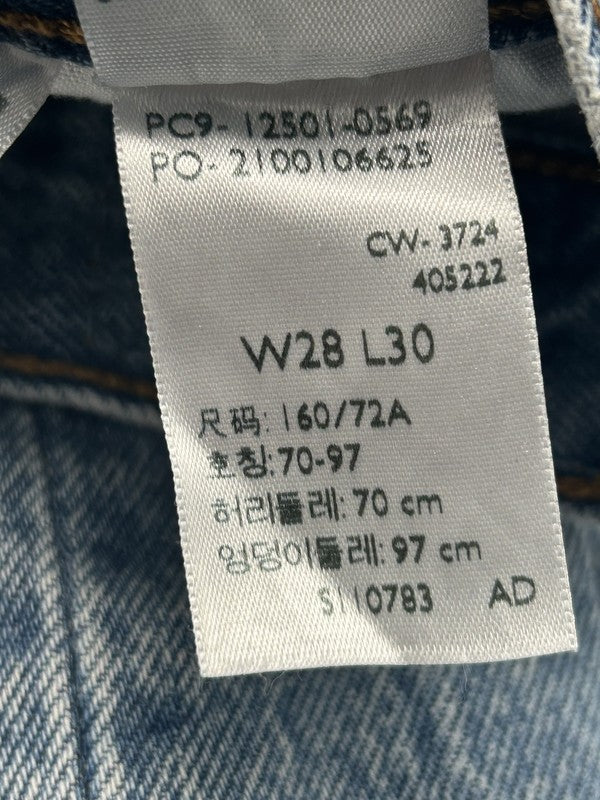 PC9- 12501-0569
PO- 2100106625
CW- 3724
405222
W28 L30
尺码: 160/72A
호칭: 70-97
허리둘레: 70 cm
엉덩이둘레: 97 cm
S110783 AD